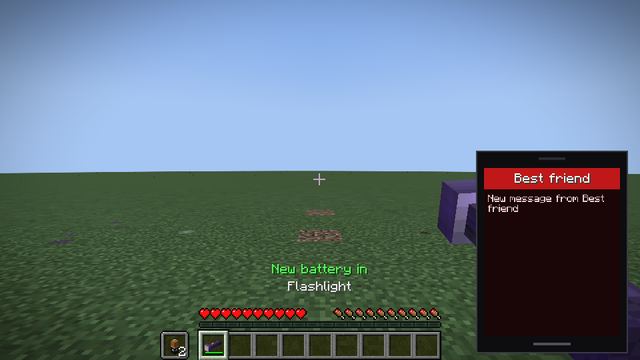 Best friend
New message from Best
friend
New battery in
Flashlight
2